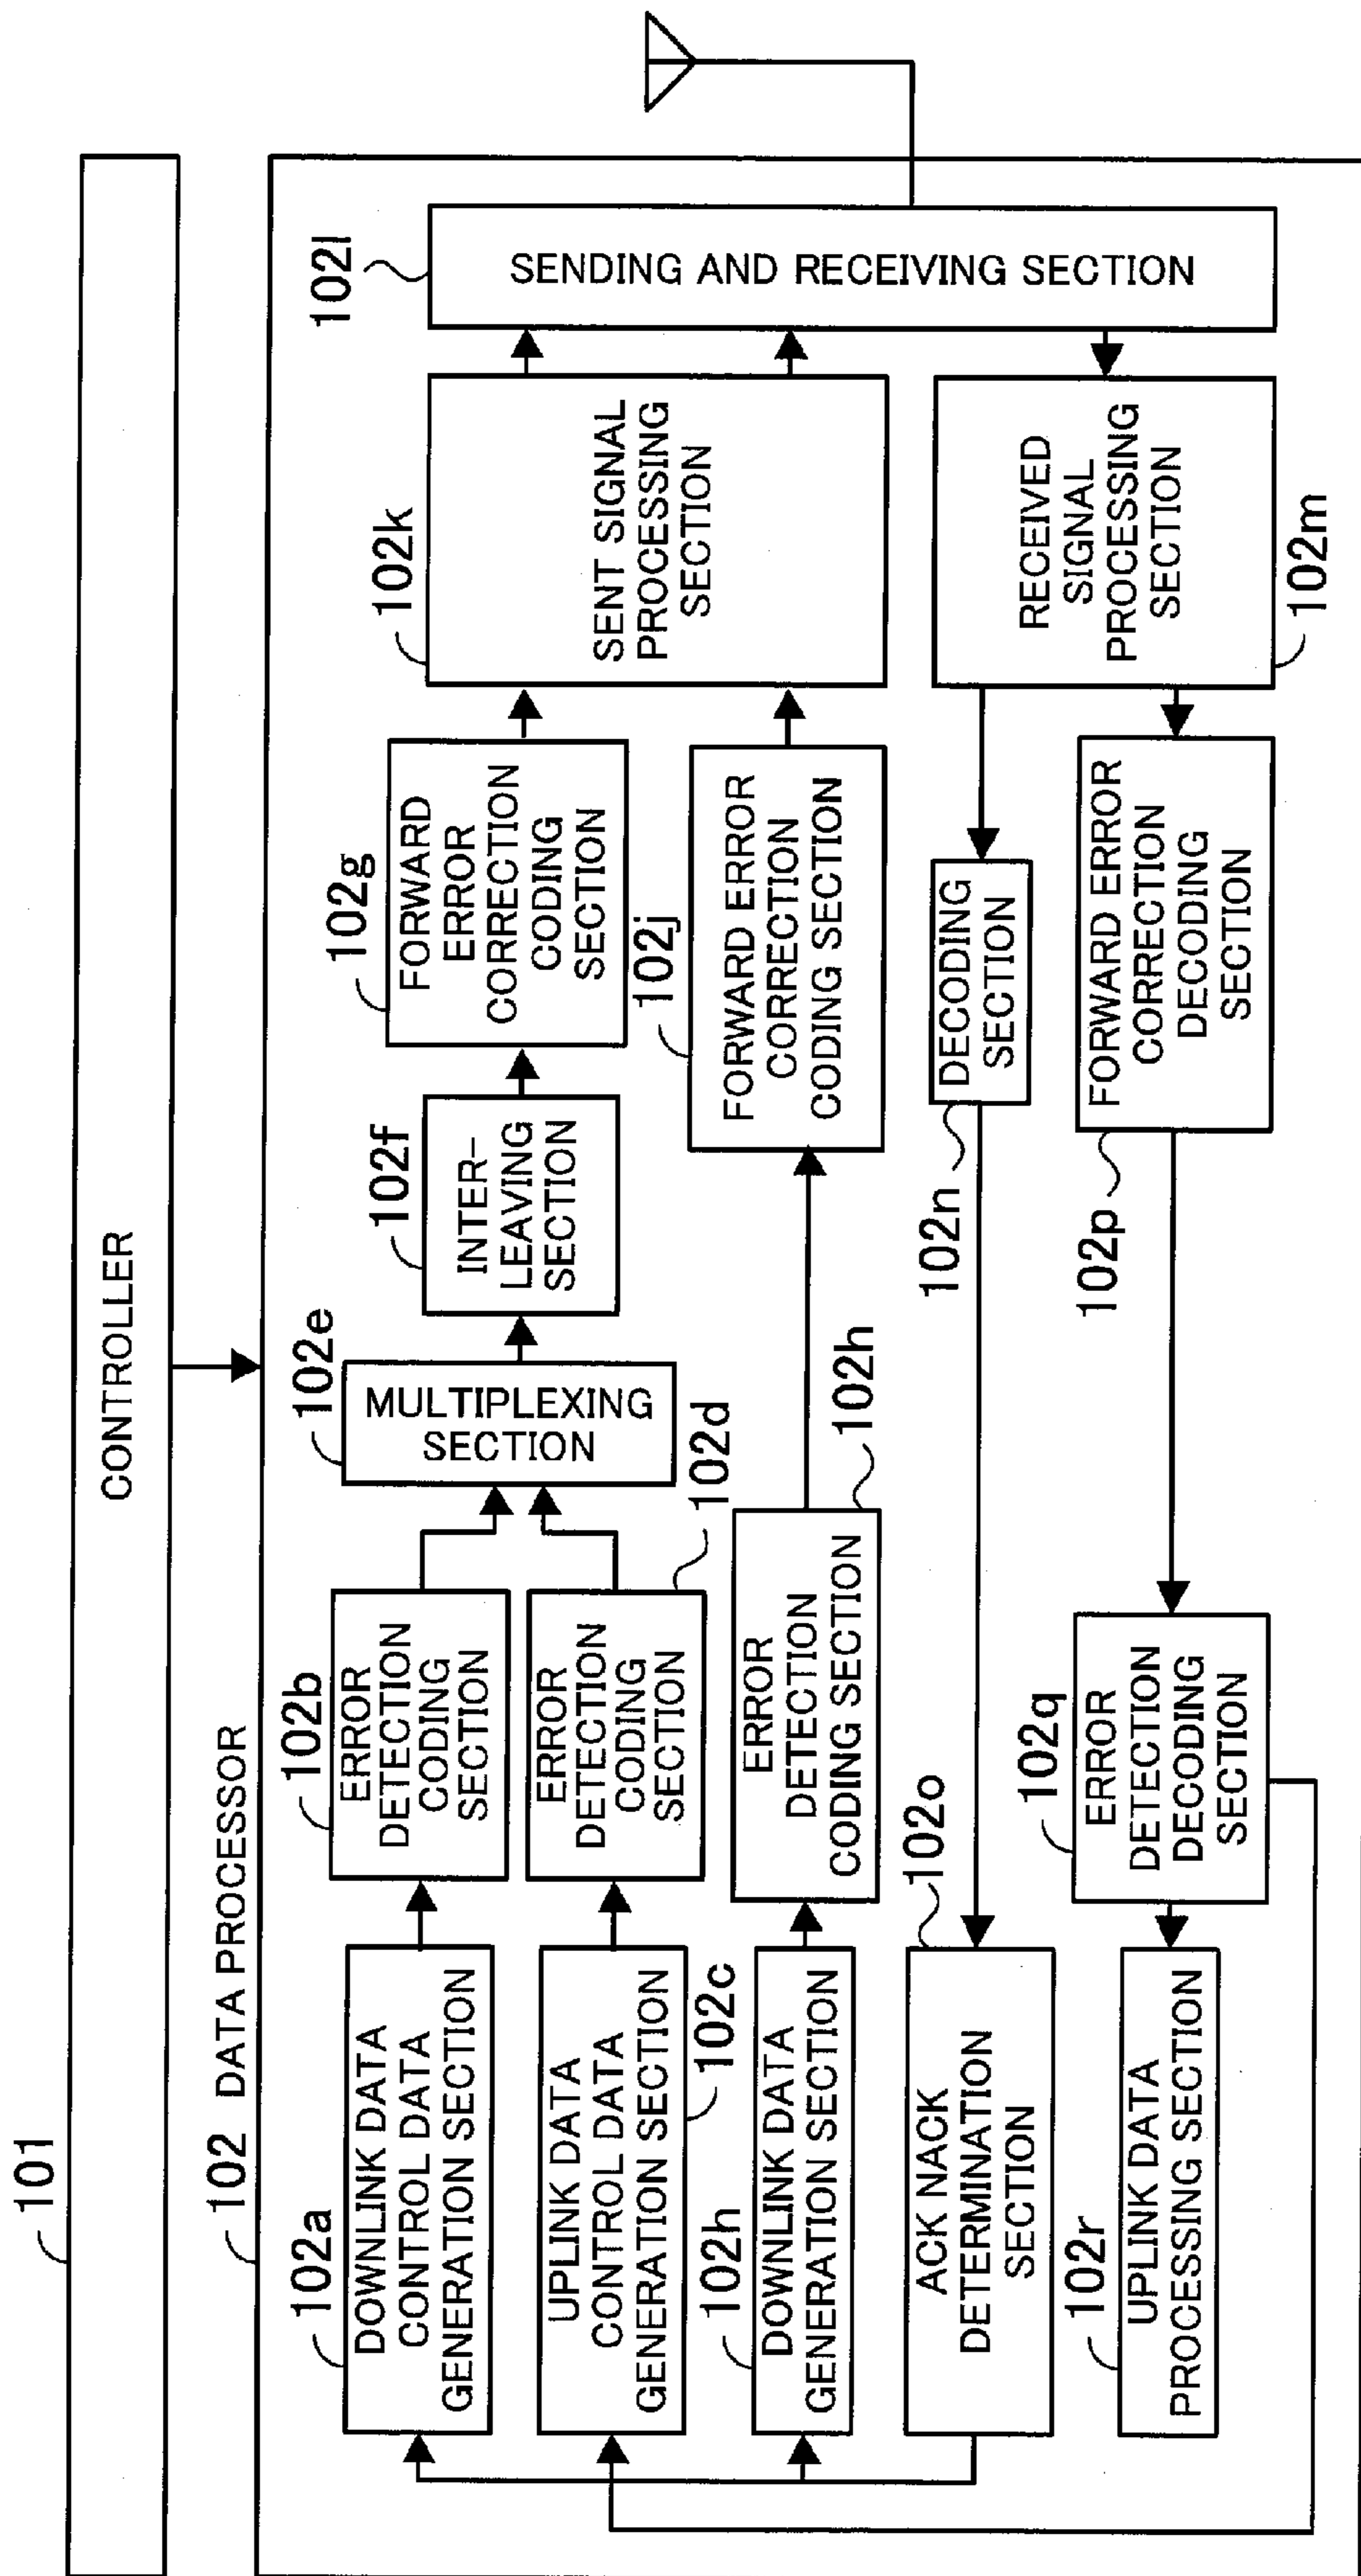 101
CONTROLLER
102 DATA PROCESSOR
102a
DOWNLINK DATA
CONTROL DATA
GENERATION SECTION
102b
ERROR
DETECTION
CODING
SECTION
UPLINK DATA
CONTROL DATA
GENERATION SECTION
102c
ERROR
DETECTION
CODING
SECTION
102d
102e
MULTIPLEXING
SECTION
102f
INTER-
LEAVING
SECTION
102g
FORWARD
ERROR
CORRECTION
CODING
SECTION
102h
DOWNLINK DATA
GENERATION SECTION
ERROR
DETECTION
CODING SECTION
102h
102j
FORWARD ERROR
CORRECTION
CODING SECTION
102k
SENT SIGNAL
PROCESSING
SECTION
102l
SENDING AND RECEIVING SECTION
RECEIVED
SIGNAL
PROCESSING
SECTION
102m
DECODING
SECTION
102n
102o
ACK NACK
DETERMINATION
SECTION
FORWARD ERROR
CORRECTION
DECODING
SECTION
102p
102q
ERROR
DETECTION
DECODING
SECTION
102r
UPLINK DATA
PROCESSING SECTION